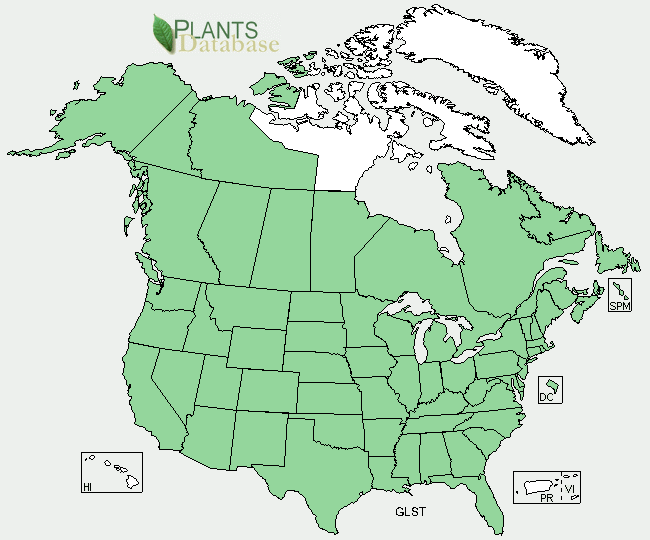 PLANTS
Database
SPM
DC
HI
PR
VI
GLST